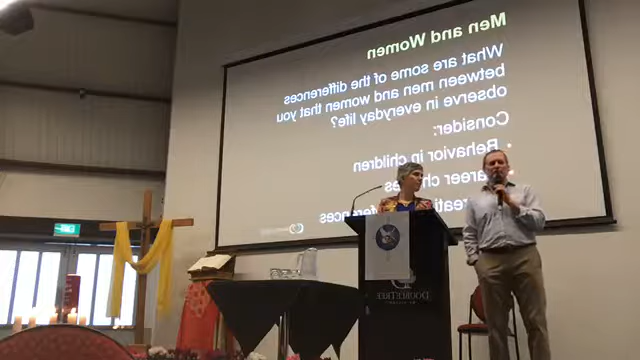 Men and Women
What are some of the differences
between men and women that you
observe in everyday life?
Consider:
• Behavior in children
• Career
DOUBLETREE